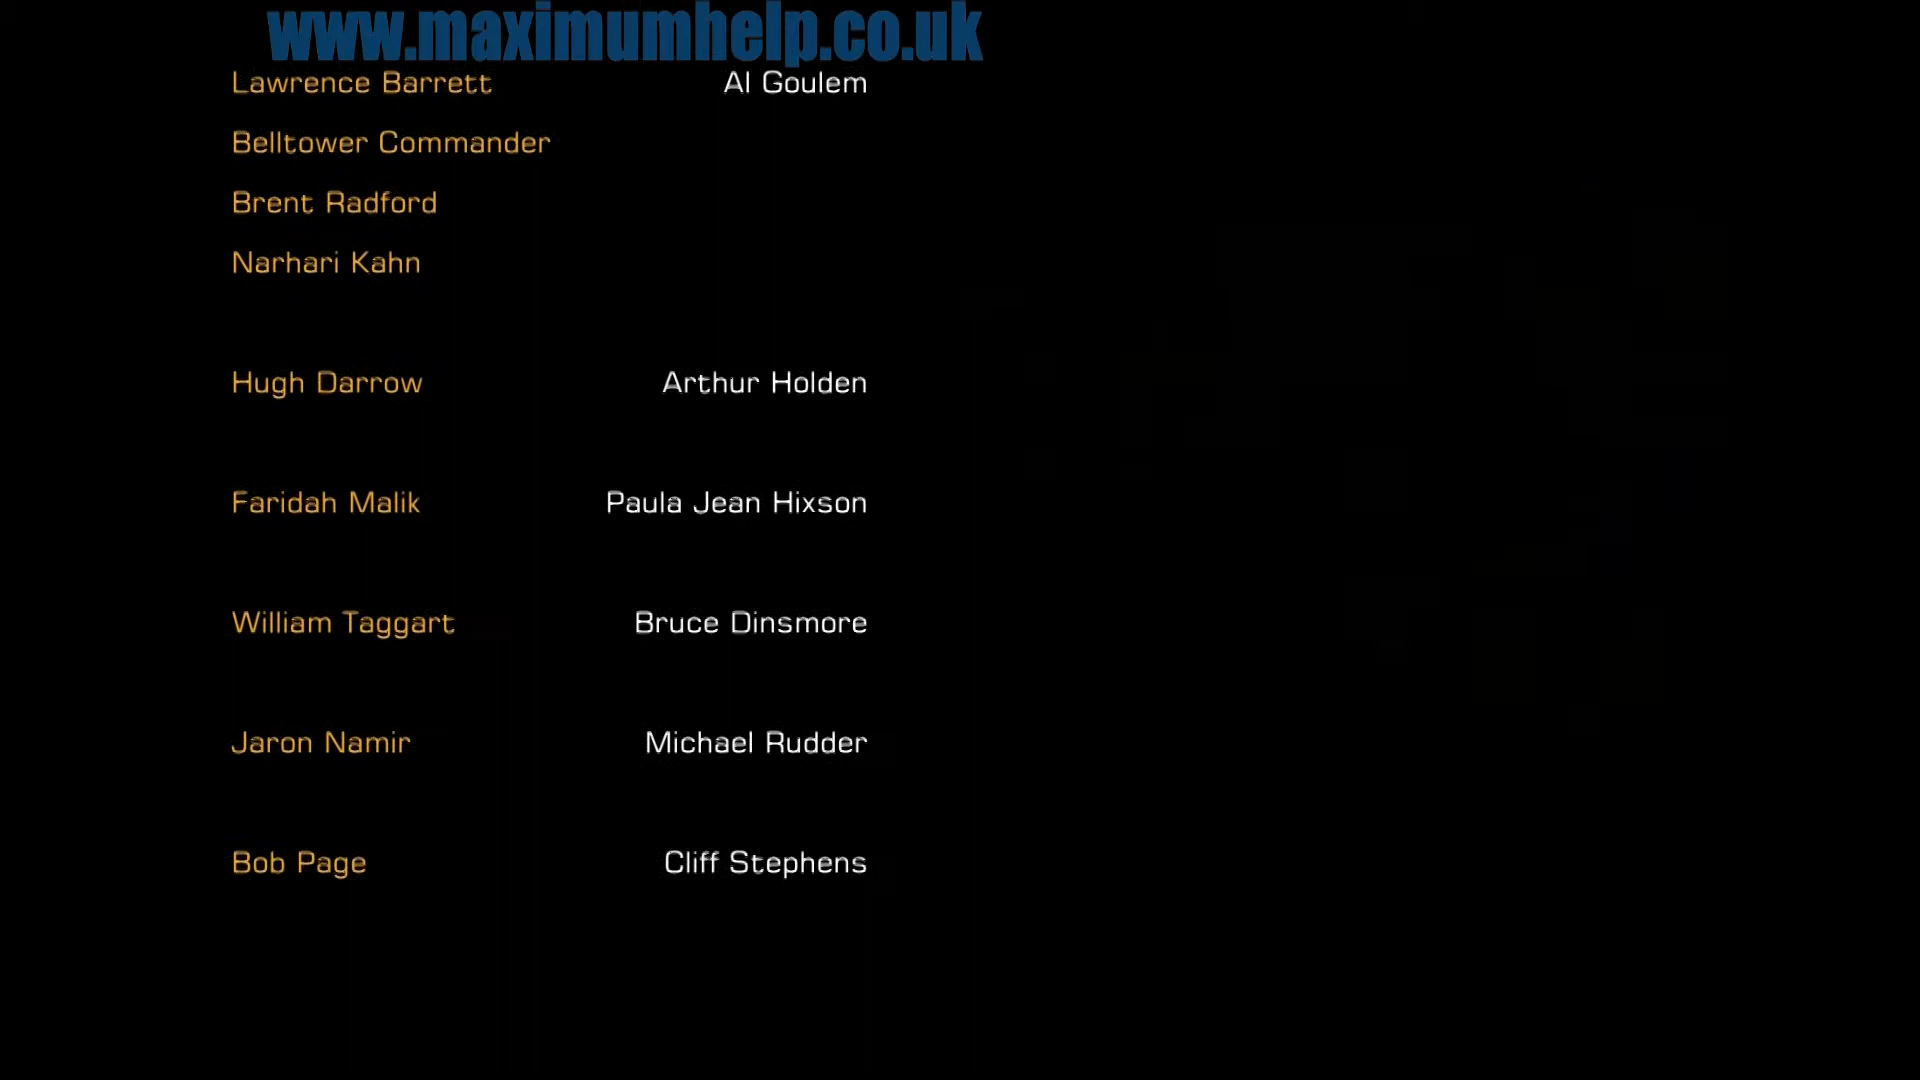 www.maximumhelp.co.uk
Lawrence Barrett Al Goulem
Belltower Commander
Brent Radford
Narhari Kahn
Hugh Darrow Arthur Holden
Faridah Malik Paula Jean Hixson
William Taggart Bruce Dinsmore
Jaron Namir Michael Rudder
Bob Page Cliff Stephens